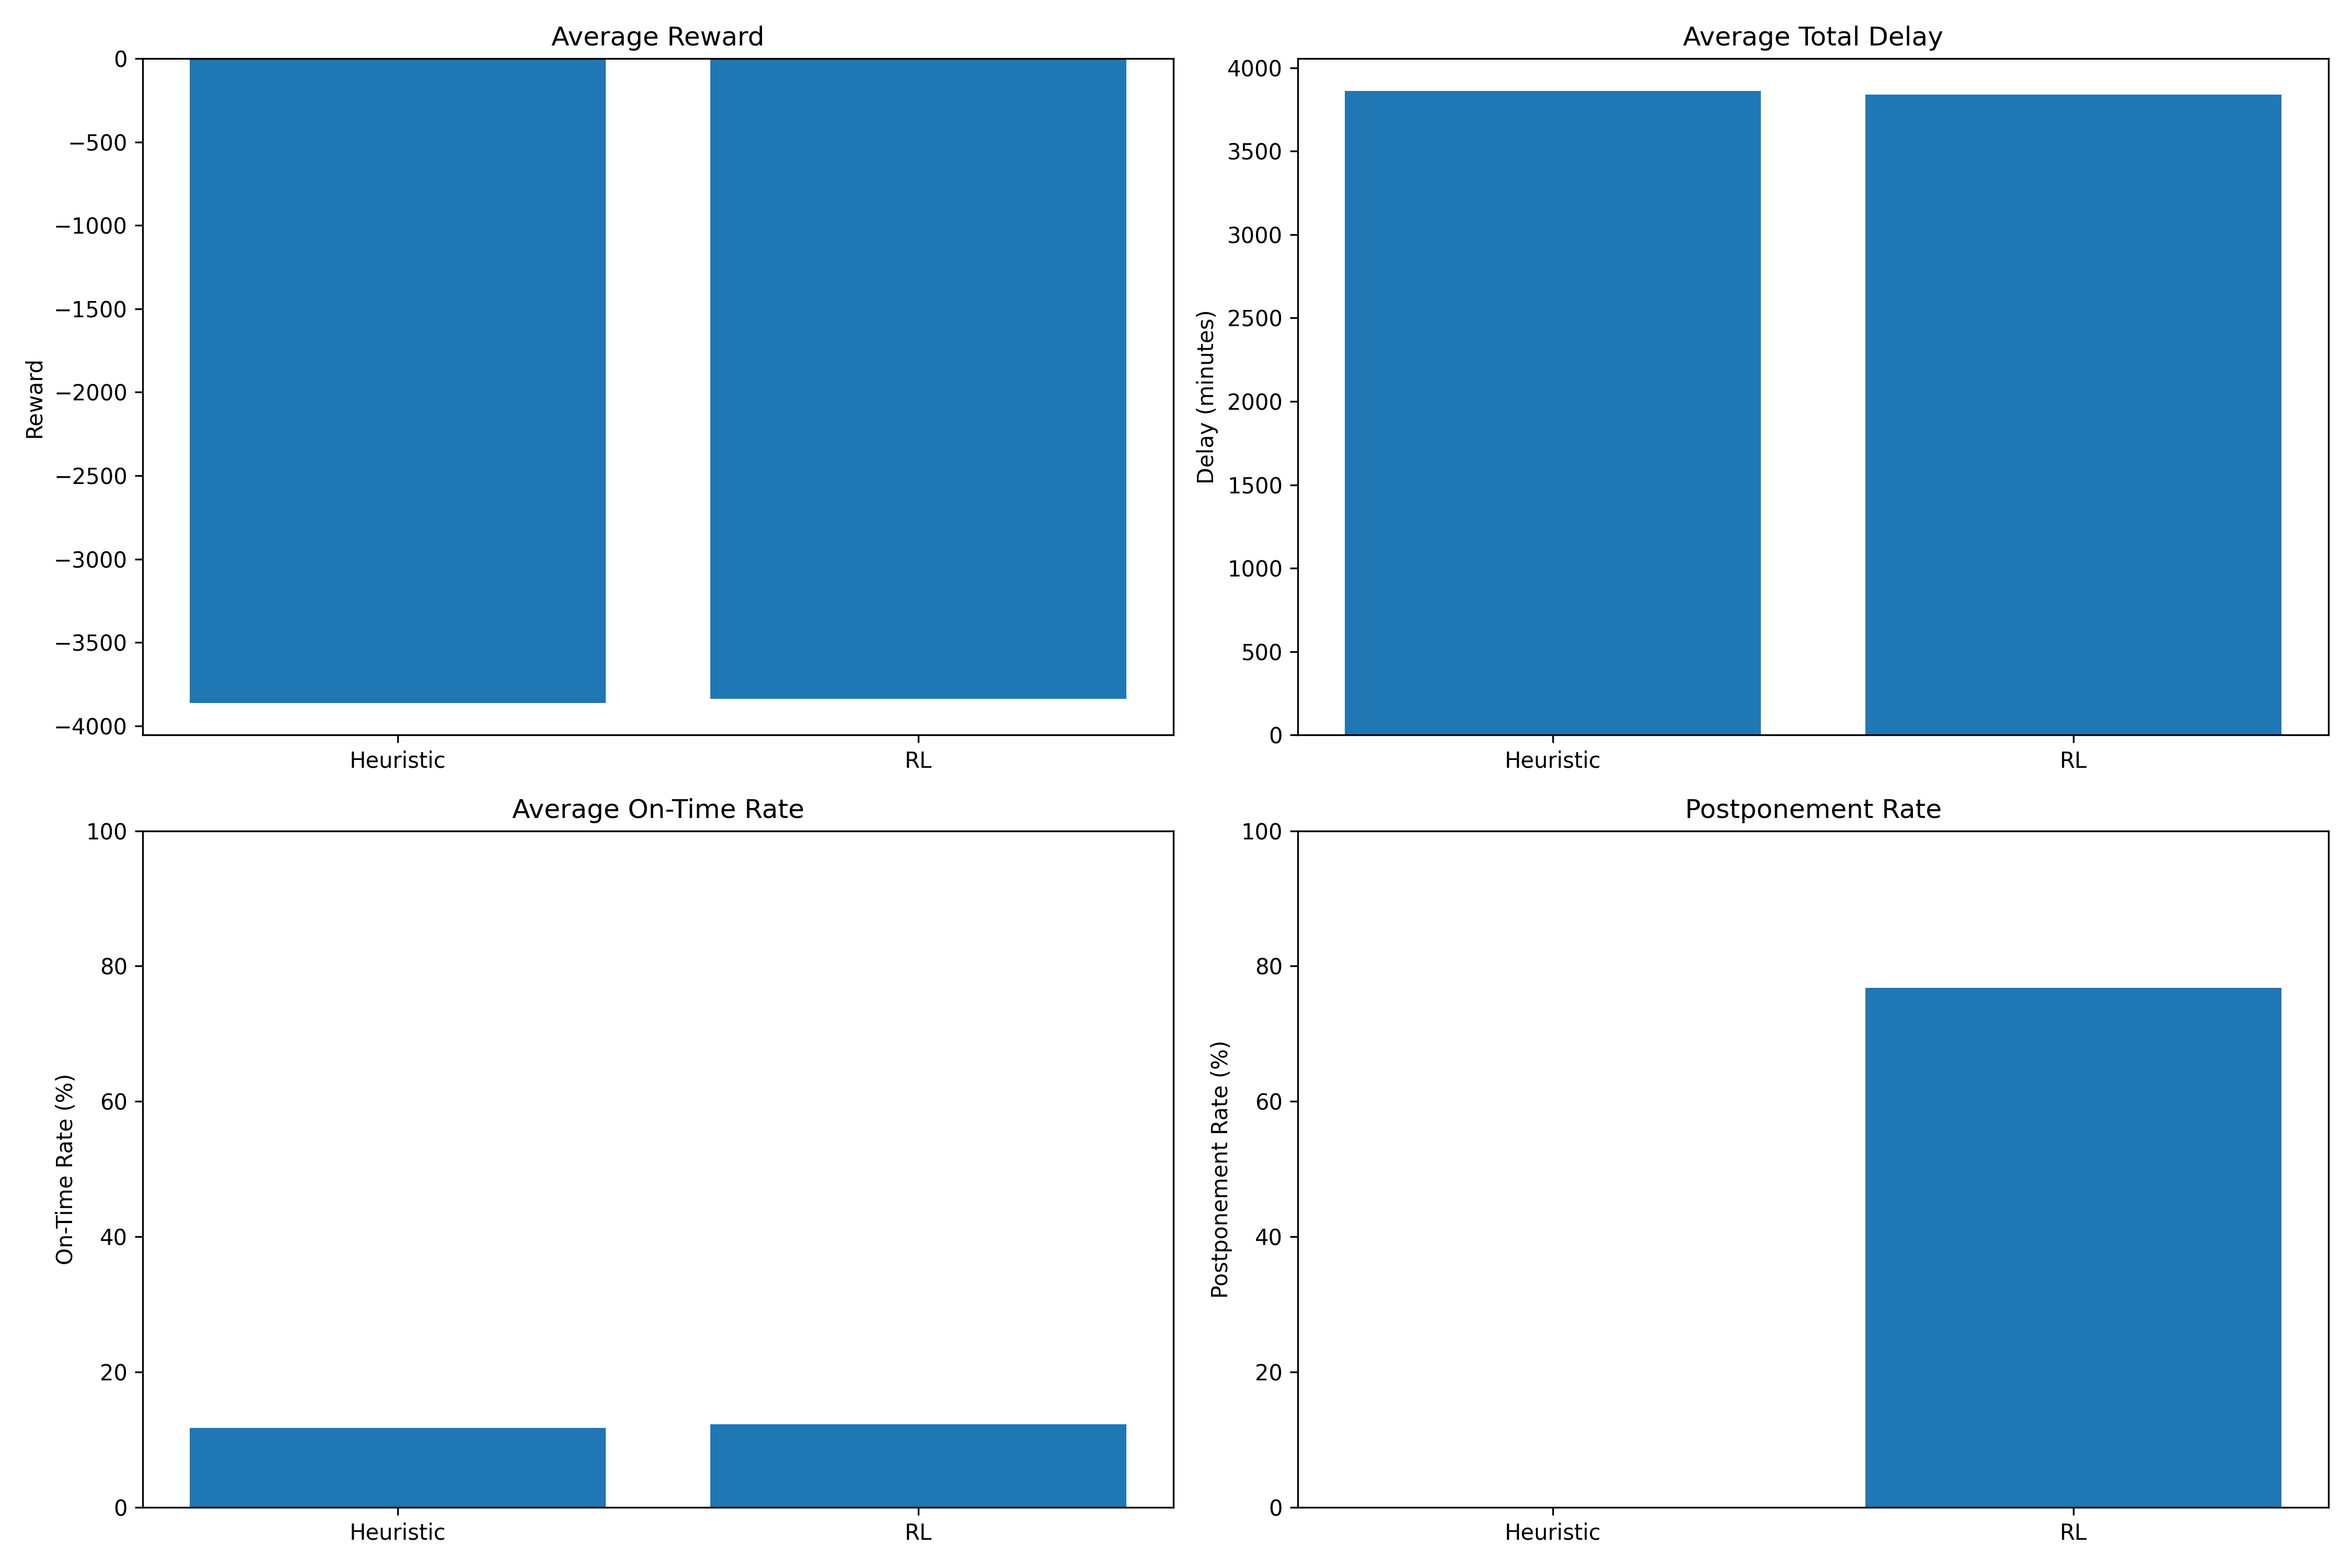 Average Reward
0
−500
−1000
−1500
−2000
−2500
−3000
−3500
−4000
Reward
Heuristic
RL
Average Total Delay
4000
3500
3000
2500
2000
1500
1000
500
0
Delay (minutes)
Heuristic
RL
Average On-Time Rate
100
80
60
40
20
0
On-Time Rate (%)
Heuristic
RL
Postponement Rate
100
80
60
40
20
0
Postponement Rate (%)
Heuristic
RL